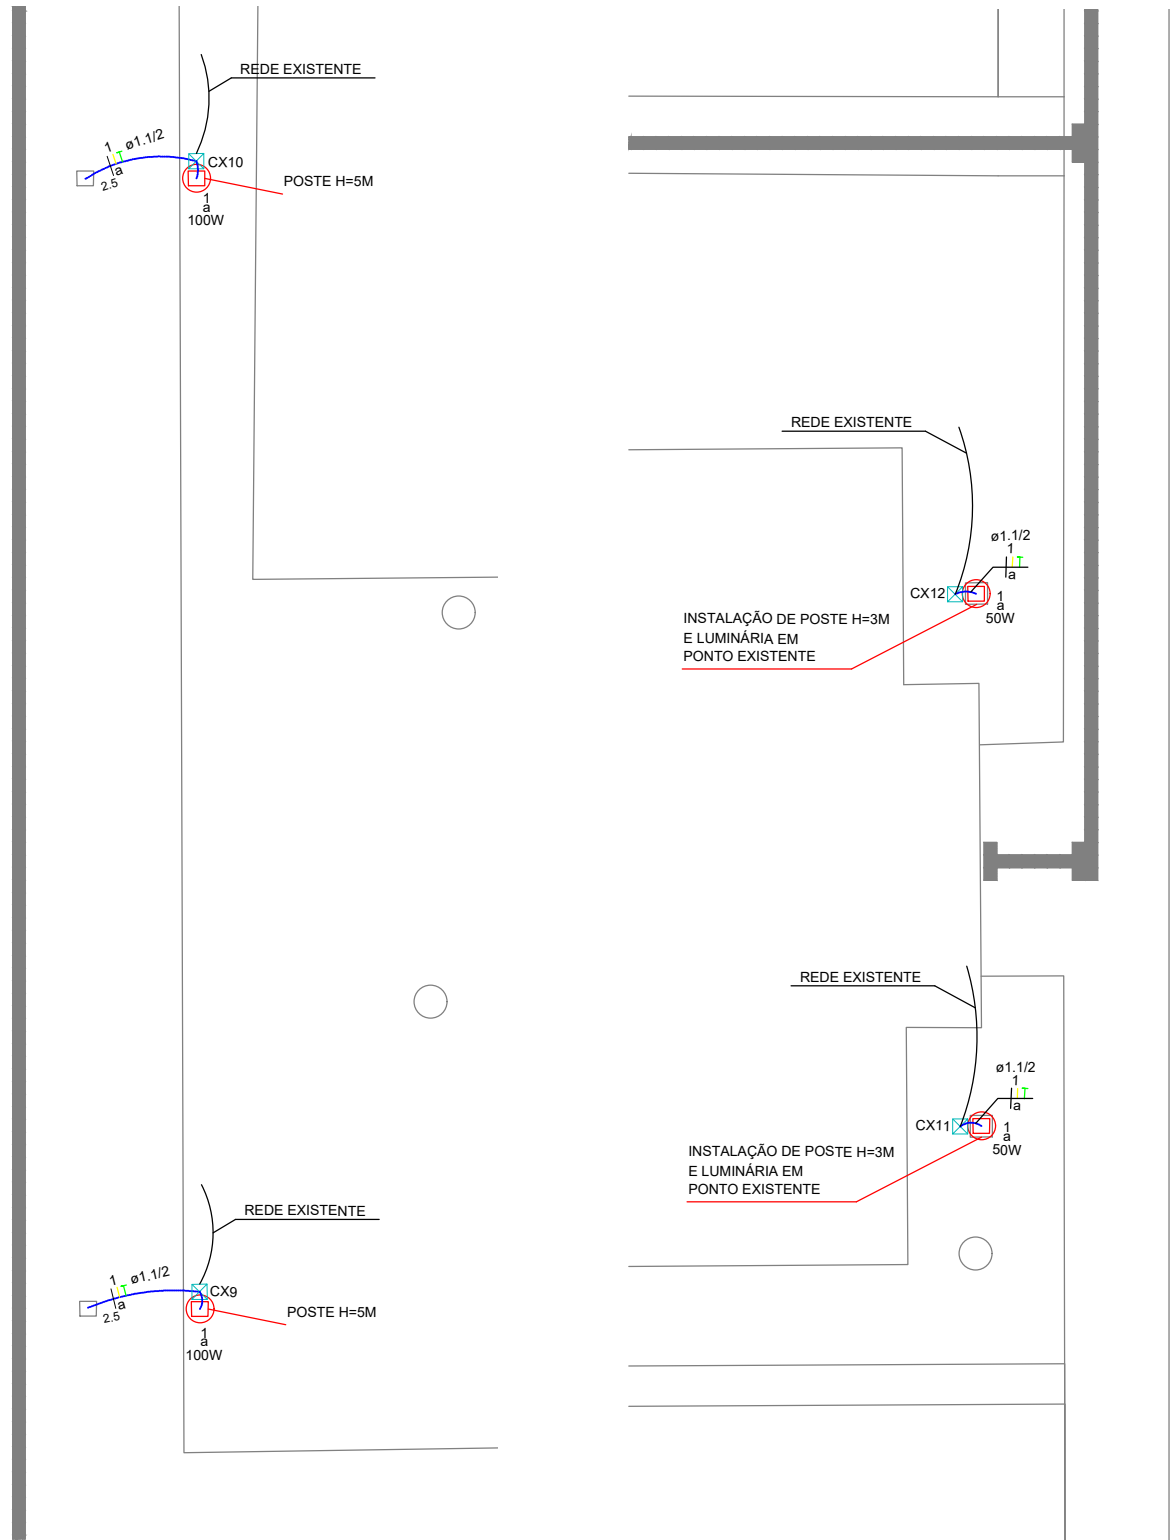 REDE EXISTENTE
1
ø1.1/2
a
2.5
CX10
POSTE H=5M
1
a
100W
REDE EXISTENTE
ø1.1/2
1
a
CX12
1
a
50W
INSTALAÇÃO DE POSTE H=3M
E LUMINÁRIA EM
PONTO EXISTENTE
REDE EXISTENTE
ø1.1/2
1
a
CX11
1
a
50W
INSTALAÇÃO DE POSTE H=3M
E LUMINÁRIA EM
PONTO EXISTENTE
REDE EXISTENTE
1
ø1.1/2
a
2.5
CX9
POSTE H=5M
1
a
100W